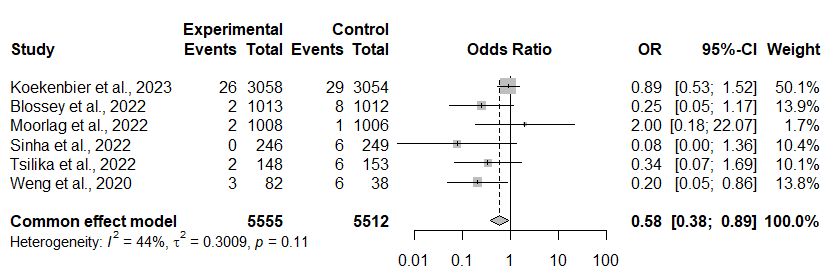 Experimental Control
Study Events Total Events Total Odds Ratio OR 95%-CI Weight
Koekenbier et al., 2023 26 3058 29 3054 0.89 [0.53; 1.52] 50.1%
Blossey et al., 2022 2 1013 8 1012 0.25 [0.05; 1.17] 13.9%
Moorlag et al., 2022 2 1008 1 1006 2.00 [0.18; 22.07] 1.7%
Sinha et al., 2022 0 246 6 249 0.08 [0.00; 1.36] 10.4%
Tsilika et al., 2022 2 148 6 153 0.34 [0.07; 1.69] 10.1%
Weng et al., 2020 3 82 6 38 0.20 [0.05; 0.86] 13.8%
Common effect model 5555 5512 0.58 [0.38; 0.89] 100.0%
Heterogeneity: I² = 44%, τ² = 0.3009, p = 0.11
0.01 0.1 1 10 100